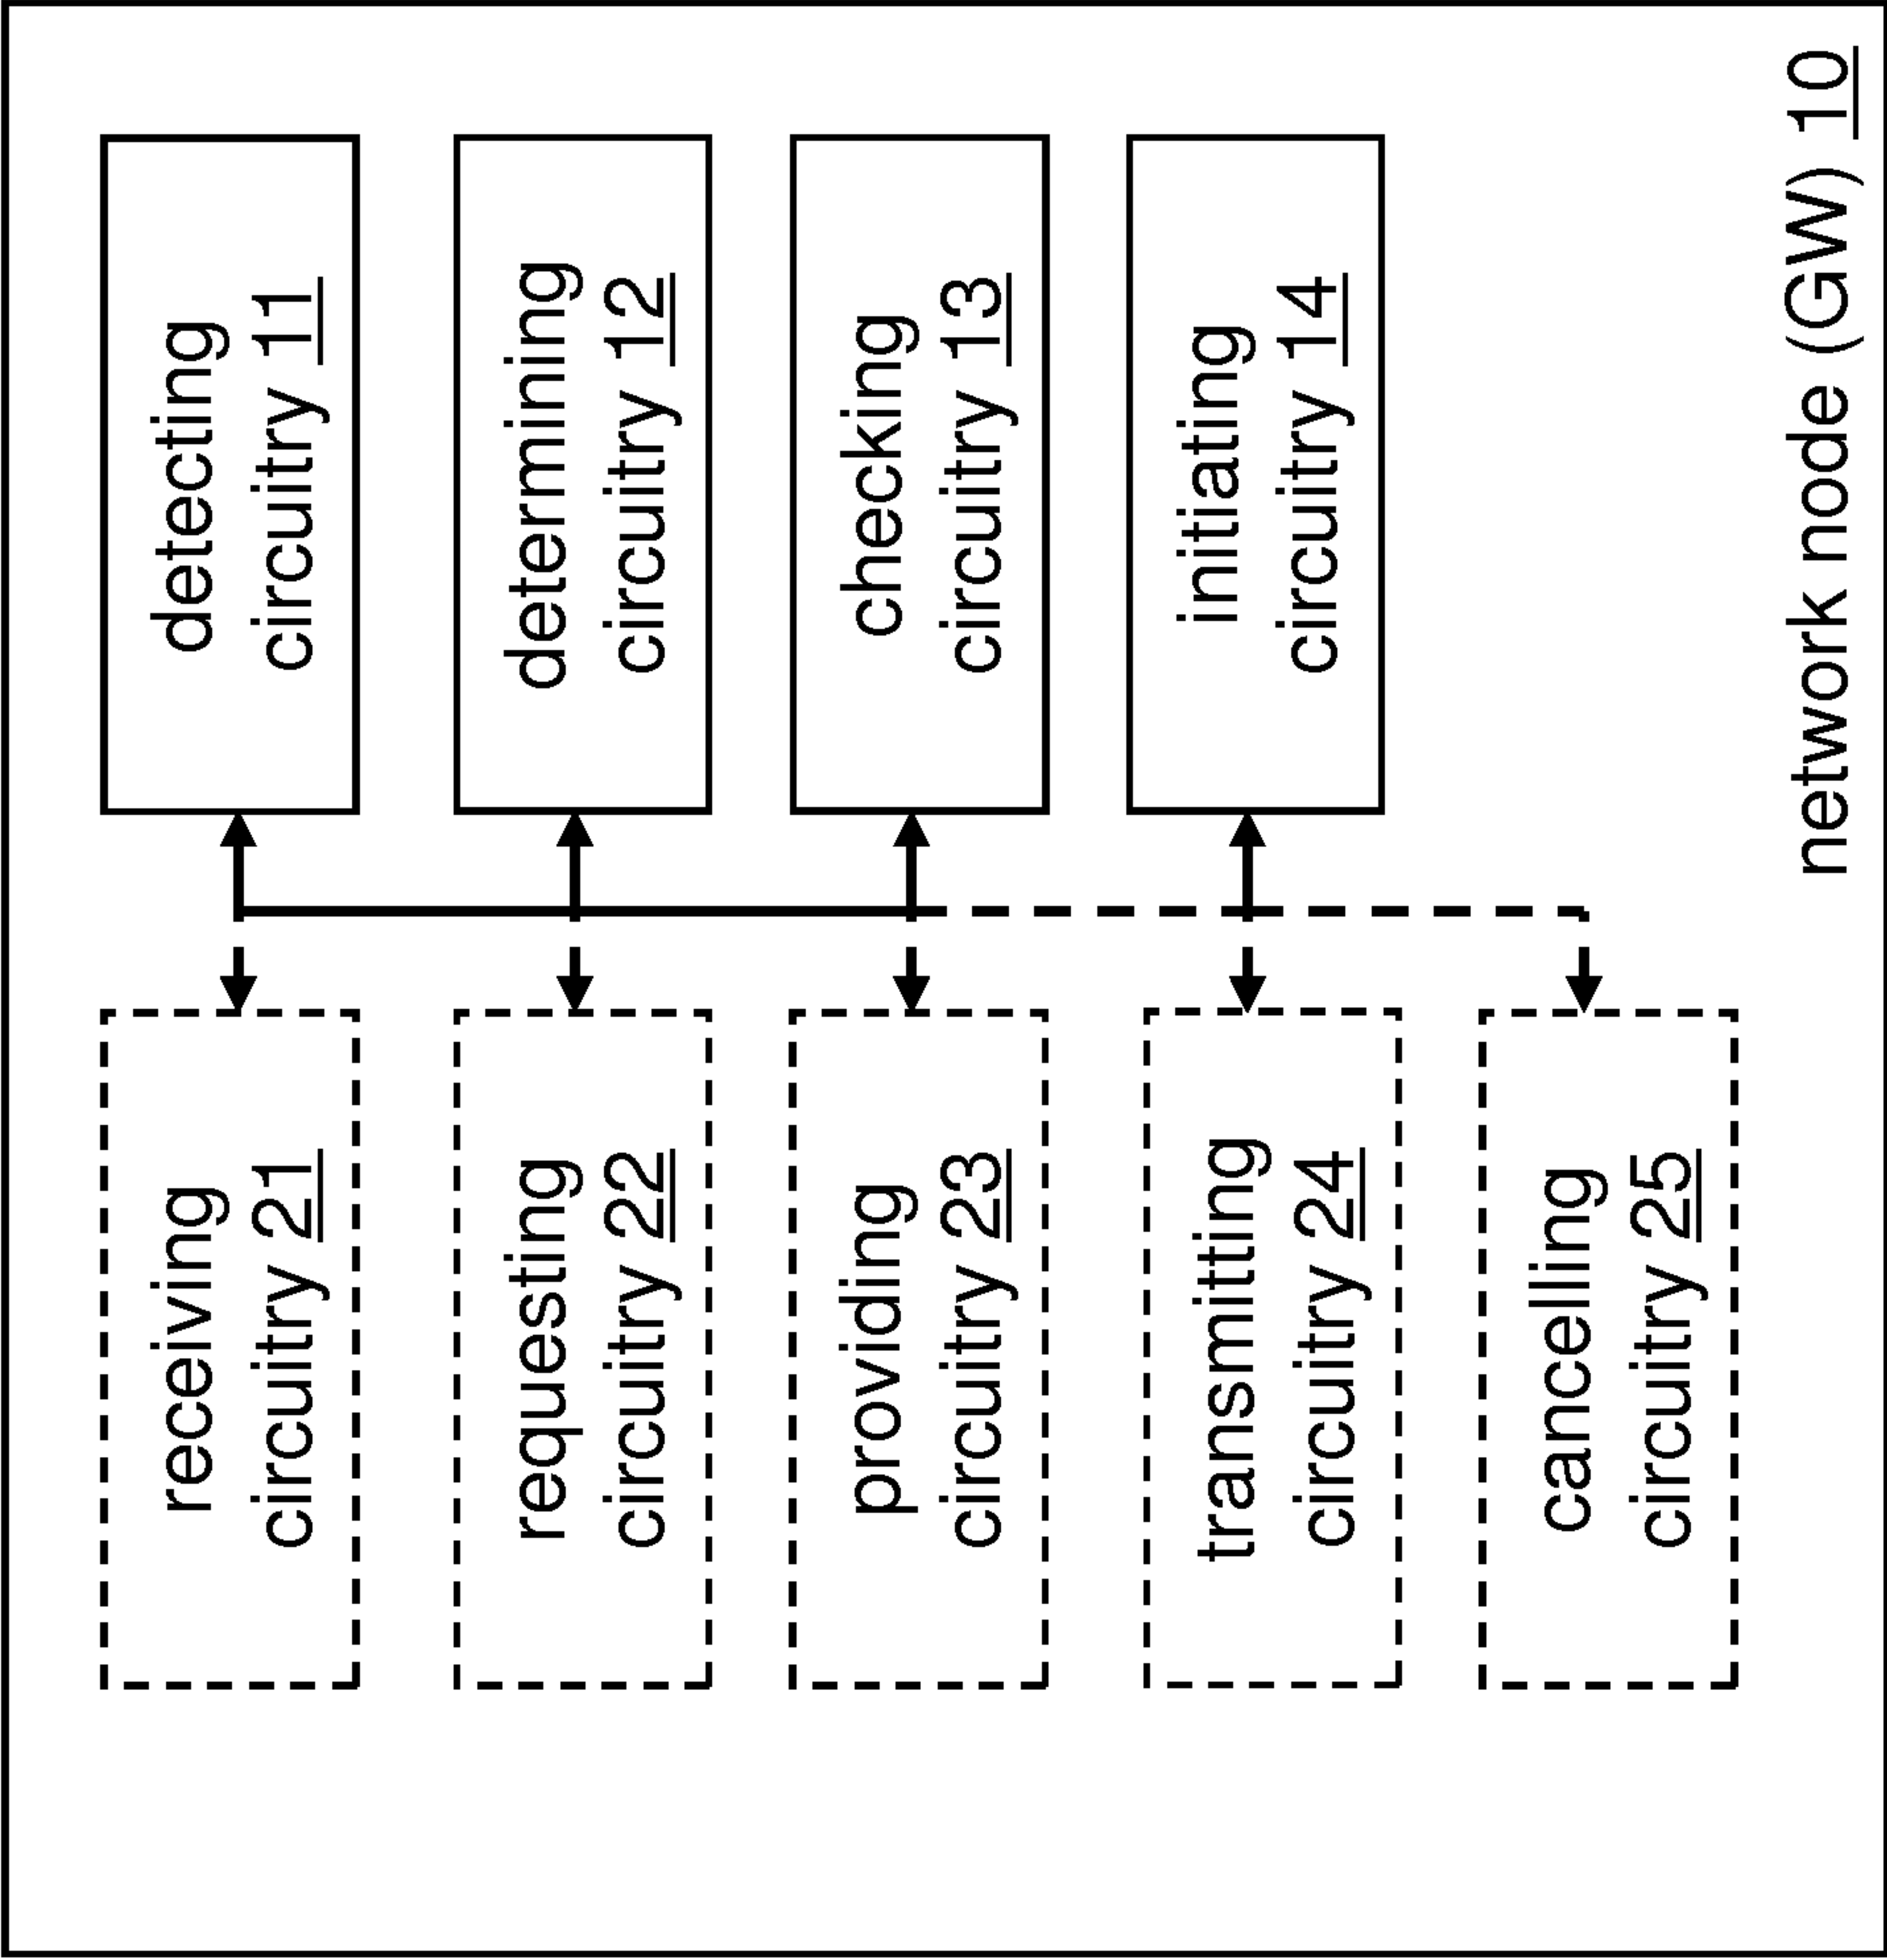 detecting
circuitry 11
determining
circuitry 12
checking
circuitry 13
initiating
circuitry 14
receiving
circuitry 21
requesting
circuitry 22
providing
circuitry 23
transmitting
circuitry 24
cancelling
circuitry 25
network node (GW) 10